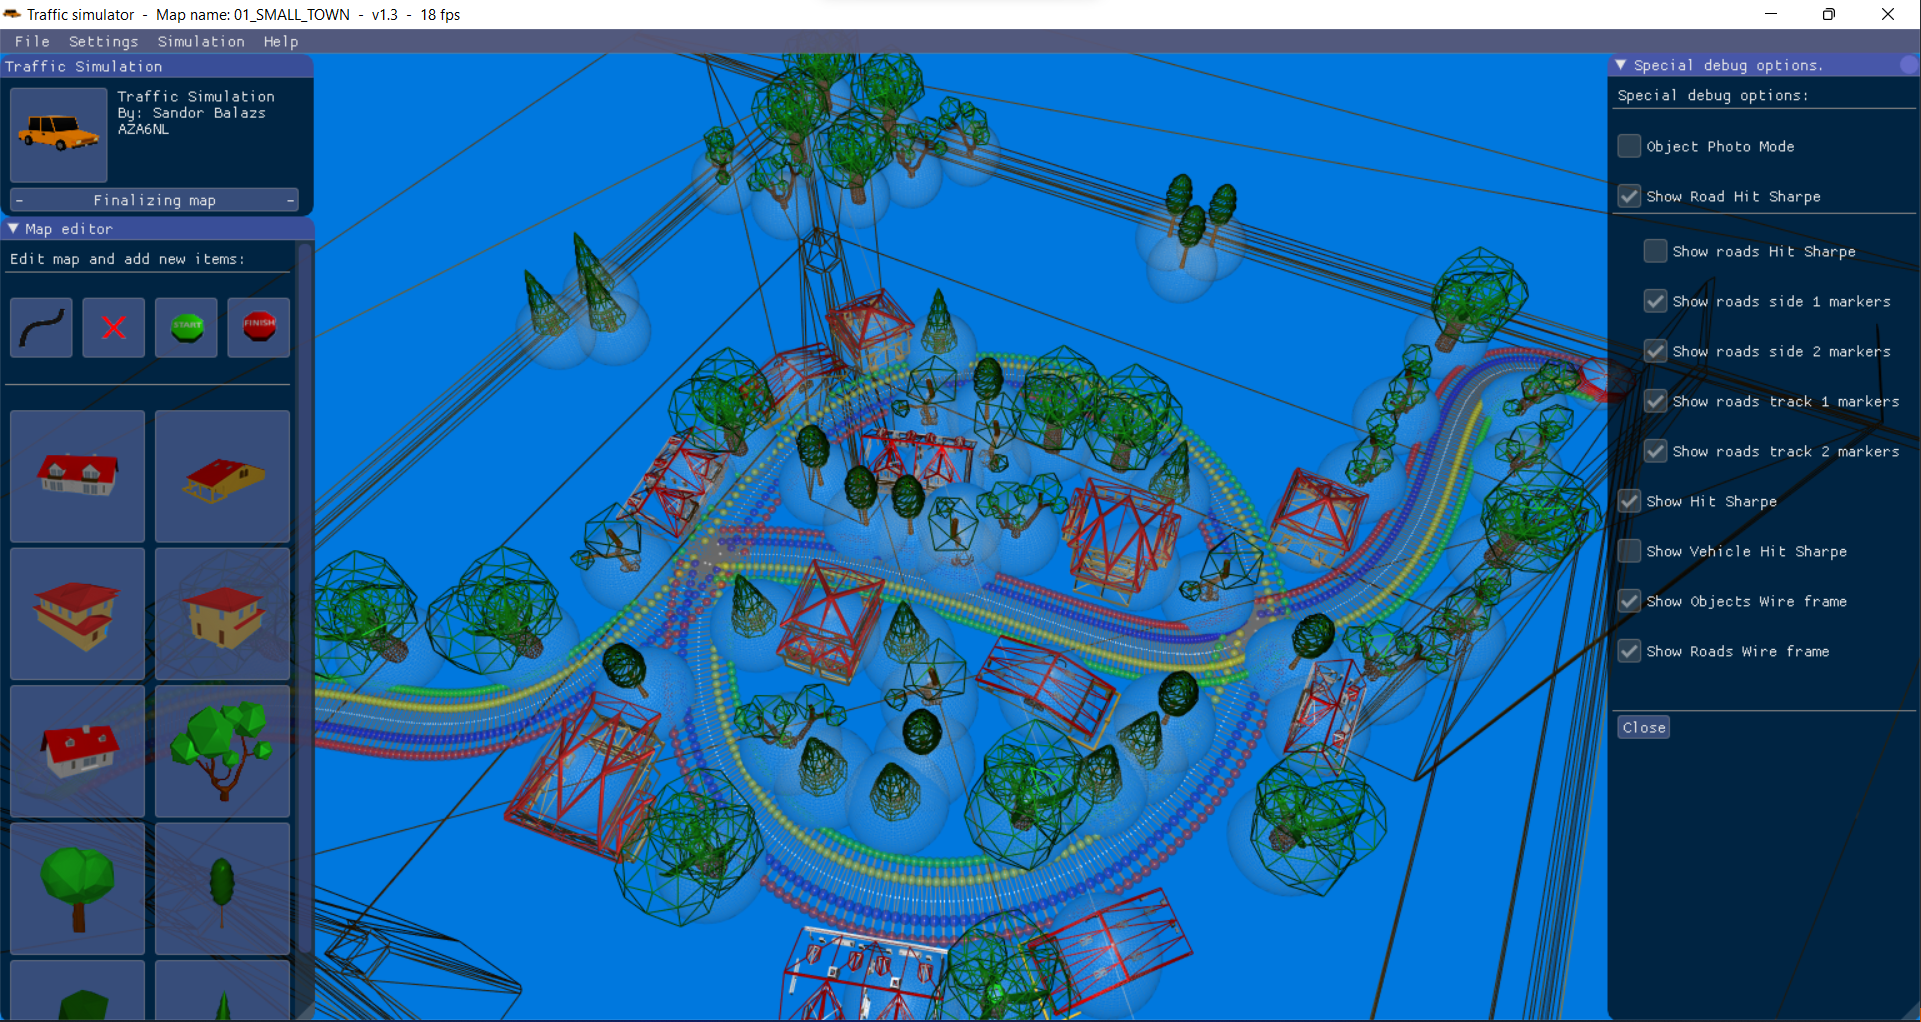 Traffic simulator - Map name: 01_SMALL_TOWN - v1.3 - 18 fps
File Settings Simulation Help
Traffic Simulation
Traffic Simulation
By: Sandor Balazs
AZA6NL
- Finalizing map -
Map editor
Edit map and add new items:
START
FINISH
Special debug options.
Special debug options:
Object Photo Mode
Show Road Hit Sharpe
Show roads Hit Sharpe
Show roads side 1 markers
Show roads side 2 markers
Show roads track 1 markers
Show roads track 2 markers
Show Hit Sharpe
Show Vehicle Hit Sharpe
Show Objects Wire frame
Show Roads Wire frame
Close